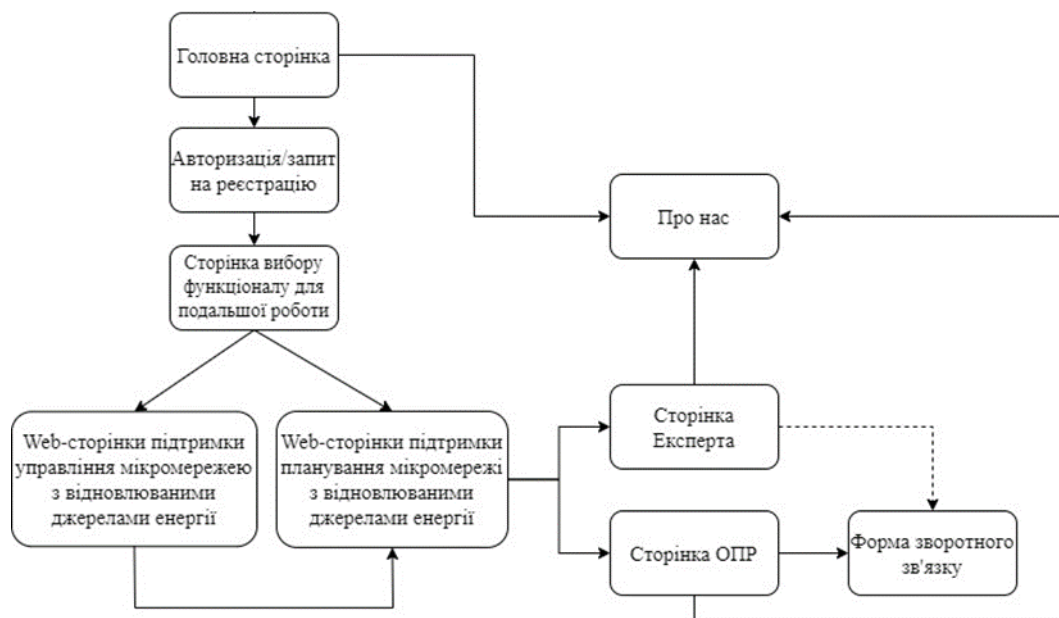 Головна сторінка
Авторизація/запит
на реєстрацію
Про нас
Сторінка вибору
функціоналу для
подальшої роботи
Web-сторінки підтримки
управління мікромережею
з відновлюваними
джерелами енергії
Web-сторінки підтримки
планування мікромережі
з відновлюваними
джерелами енергії
Сторінка
Експерта
Сторінка ОПР
Форма зворотного
зв'язку